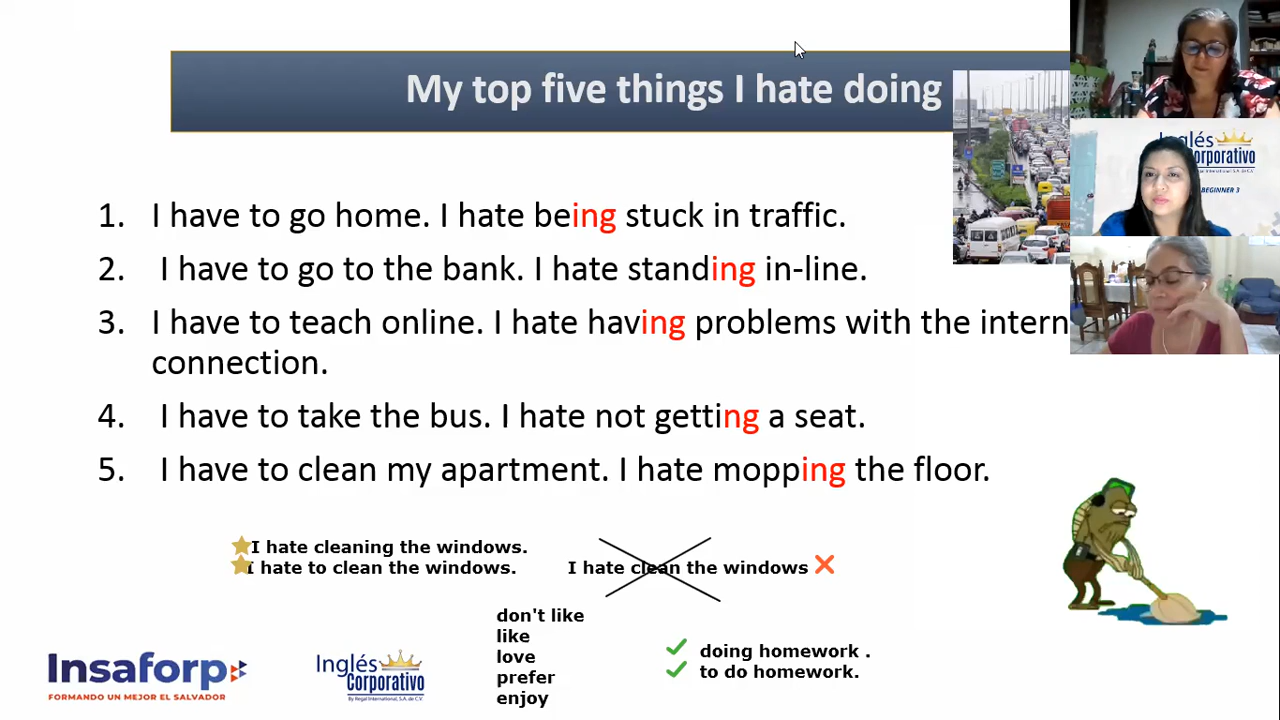 My top five things I hate doing
1. I have to go home. I hate being stuck in traffic.
2. I have to go to the bank. I hate standing in-line.
3. I have to teach online. I hate having problems with the intern
connection.
4. I have to take the bus. I hate not getting a seat.
5. I have to clean my apartment. I hate mopping the floor.
I hate cleaning the windows.
I hate to clean the windows.
I hate clean the windows
don't like
like
love
prefer
enjoy
doing homework .
to do homework.
Insaforp
FORMANDO UN MEJOR EL SALVADOR
Inglés
Corporativo
By Regal International, S.A. de C.V.
Inglés
orporativo
BEGINNER 3